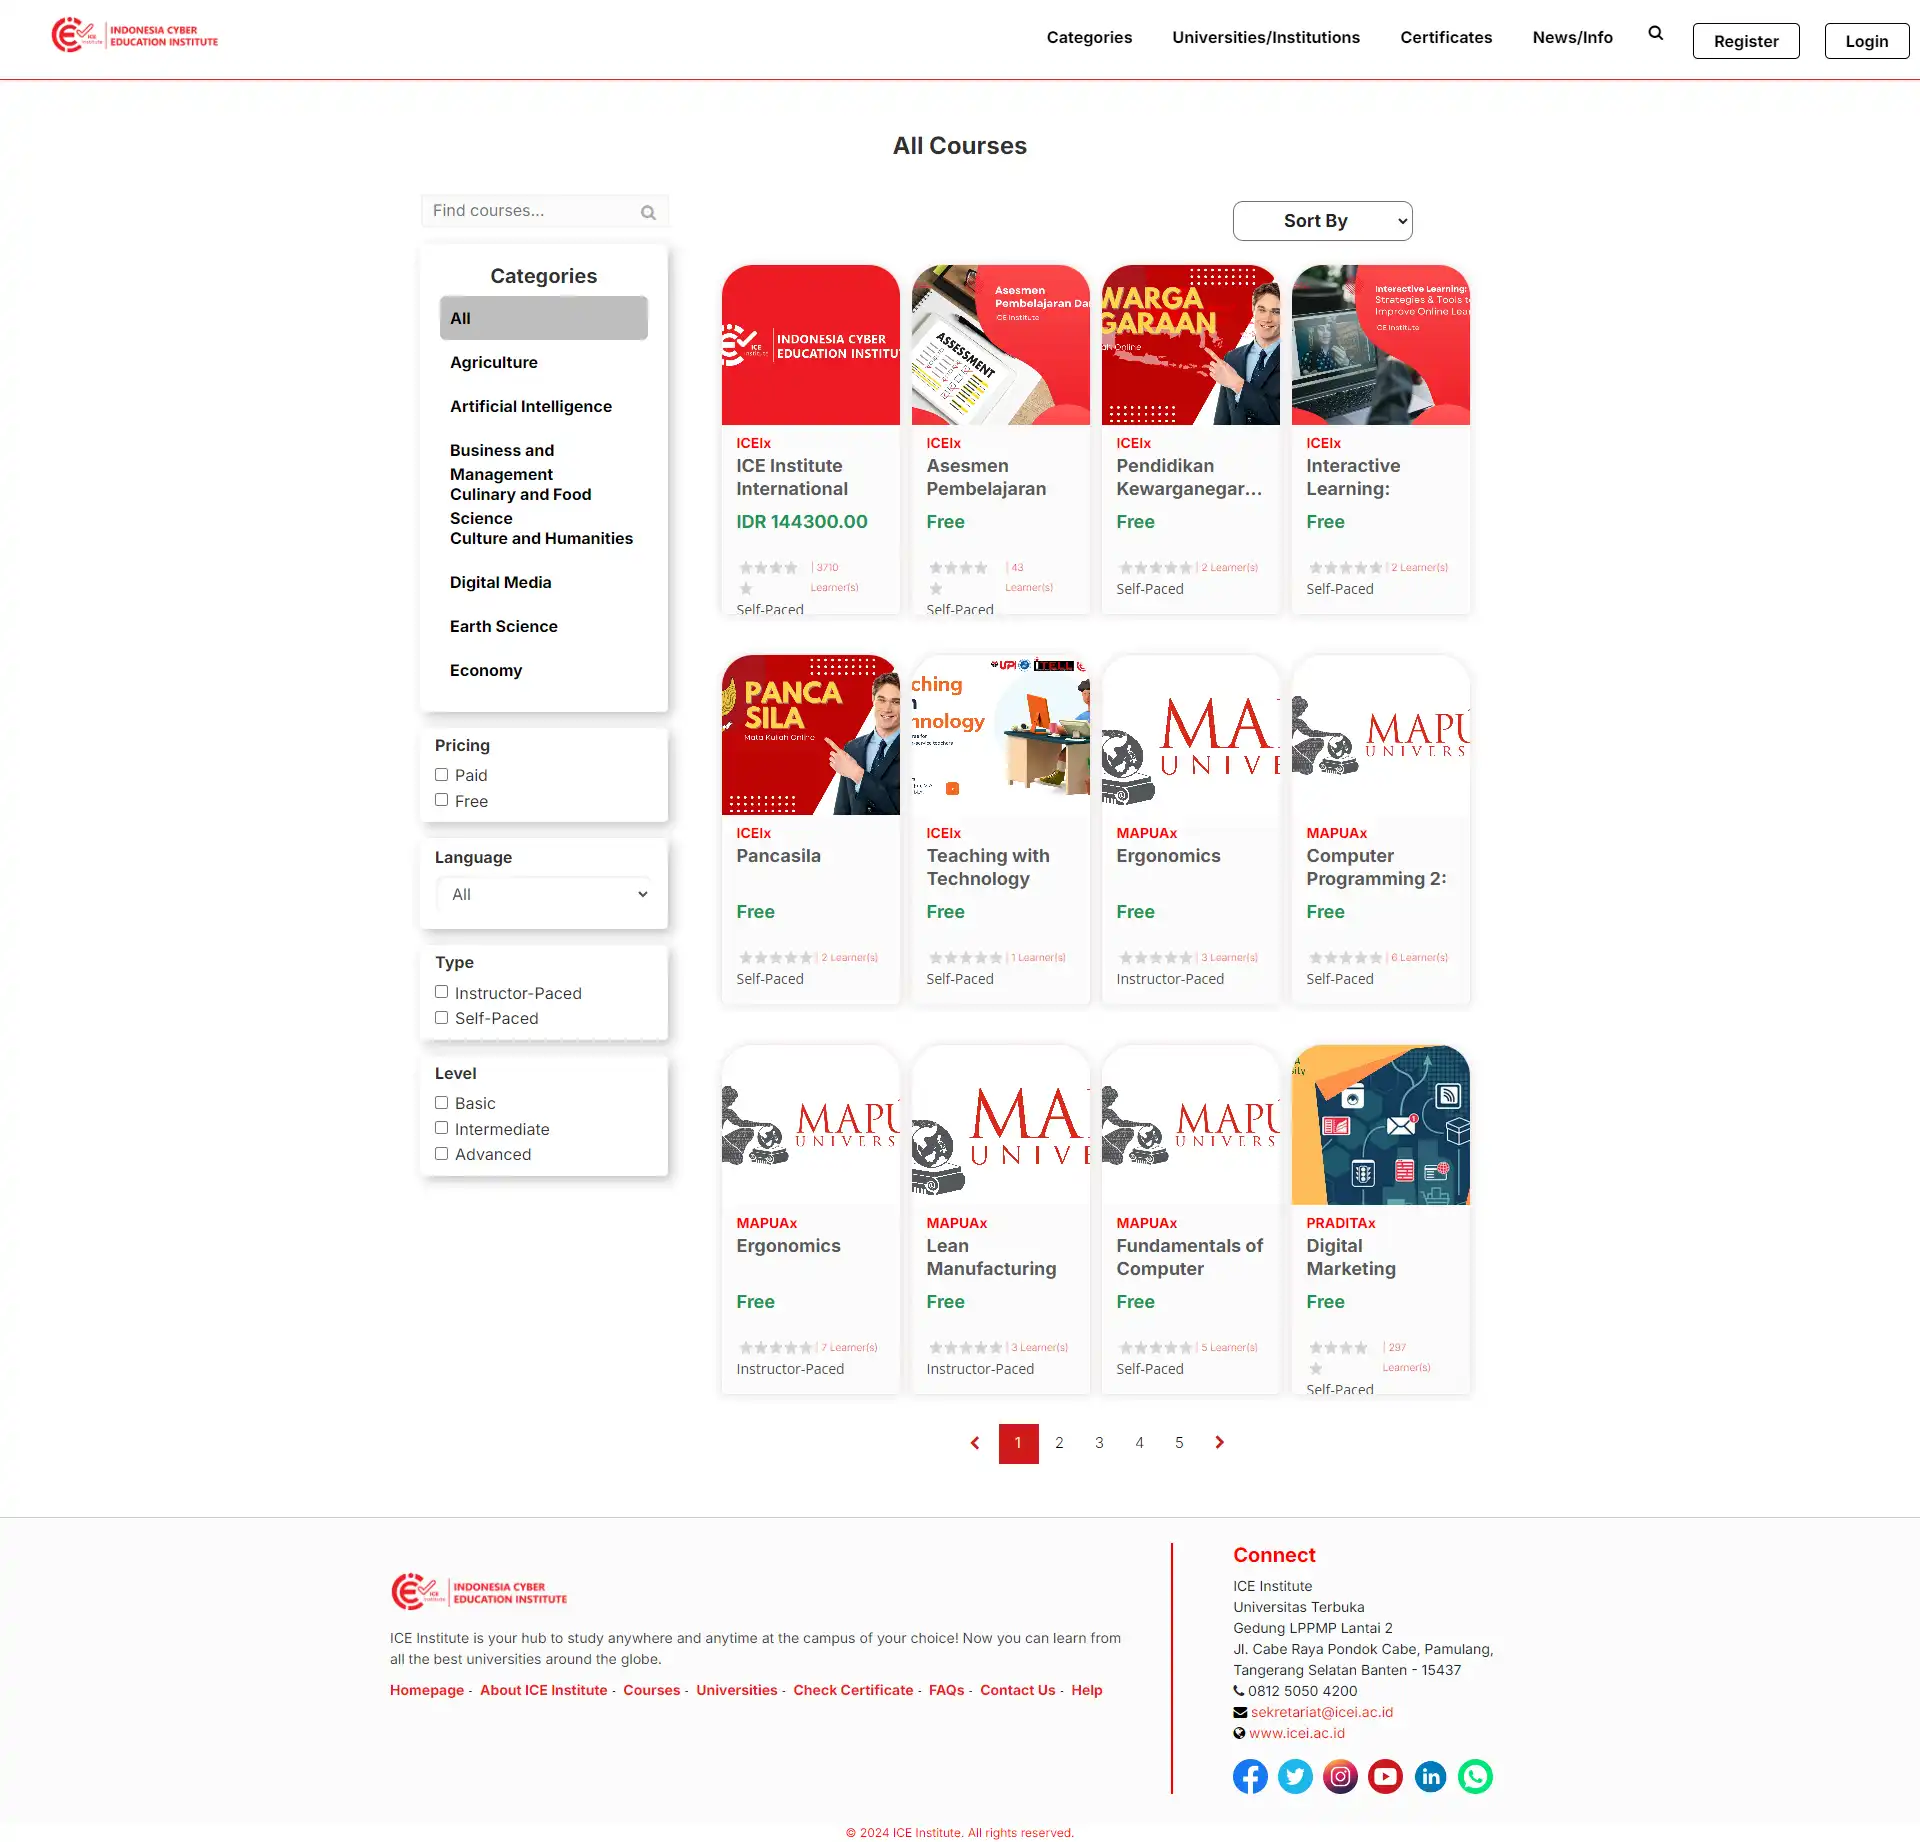 INDONESIA CYBER
EDUCATION INSTITUTE
Categories
Universities/Institutions
Certificates
News/Info
Register
Login
All Courses
Find courses...
Sort By
Categories
All
Agriculture
Artificial Intelligence
Business and
Management
Culinary and Food
Science
Culture and Humanities
Digital Media
Earth Science
Economy
Pricing
Paid
Free
Language
All
Type
Instructor-Paced
Self-Paced
Level
Basic
Intermediate
Advanced
ICE
INDONESIA CYBER
EDUCATION INSTITU
ICEIx
ICE Institute
International
IDR 144300.00
| 3710
Learner(s)
Self-Paced
Asesmen
Pembelajaran Da
ICE Institute
ASSESSMENT
ICEIx
Asesmen
Pembelajaran
Free
| 43
Learner(s)
Self-Paced
WARGA
GARAAN
ah Online
ICEIx
Pendidikan
Kewarganegar...
Free
| 2 Learner(s)
Self-Paced
Interactive Learning:
Strategies & Tools t
Improve Online Lea
ICE Institute
ICEIx
Interactive
Learning:
Free
| 2 Learner(s)
Self-Paced
PANCA
SILA
Mata Kuliah Online
ICEIx
Pancasila
Free
| 2 Learner(s)
Self-Paced
UPI
ITELL
ching
nology
ICEIx
Teaching with
Technology
Free
| 1 Learner(s)
Self-Paced
MA
UNIVE
MAPUAx
Ergonomics
Free
| 3 Learner(s)
Instructor-Paced
MAPÚ
UNIVERS
MAPUAx
Computer
Programming 2:
Free
| 6 Learner(s)
Self-Paced
MAPÚ
UNIVERS
MAPUAx
Ergonomics
Free
| 7 Learner(s)
Instructor-Paced
MA
UNIVE
MAPUAx
Lean
Manufacturing
Free
| 3 Learner(s)
Instructor-Paced
MAPÚ
UNIVERS
MAPUAx
Fundamentals of
Computer
Free
| 5 Learner(s)
Self-Paced
PRADITAx
Digital
Marketing
Free
| 297
Learner(s)
Self-Paced
1
2
3
4
5
INDONESIA CYBER
EDUCATION INSTITUTE
ICE Institute is your hub to study anywhere and anytime at the campus of your choice! Now you can learn from
all the best universities around the globe.
Homepage - About ICE Institute - Courses - Universities - Check Certificate - FAQs - Contact Us - Help
Connect
ICE Institute
Universitas Terbuka
Gedung LPPMP Lantai 2
Jl. Cabe Raya Pondok Cabe, Pamulang,
Tangerang Selatan Banten - 15437
0812 5050 4200
sekretariat@icei.ac.id
www.icei.ac.id
© 2024 ICE Institute. All rights reserved.